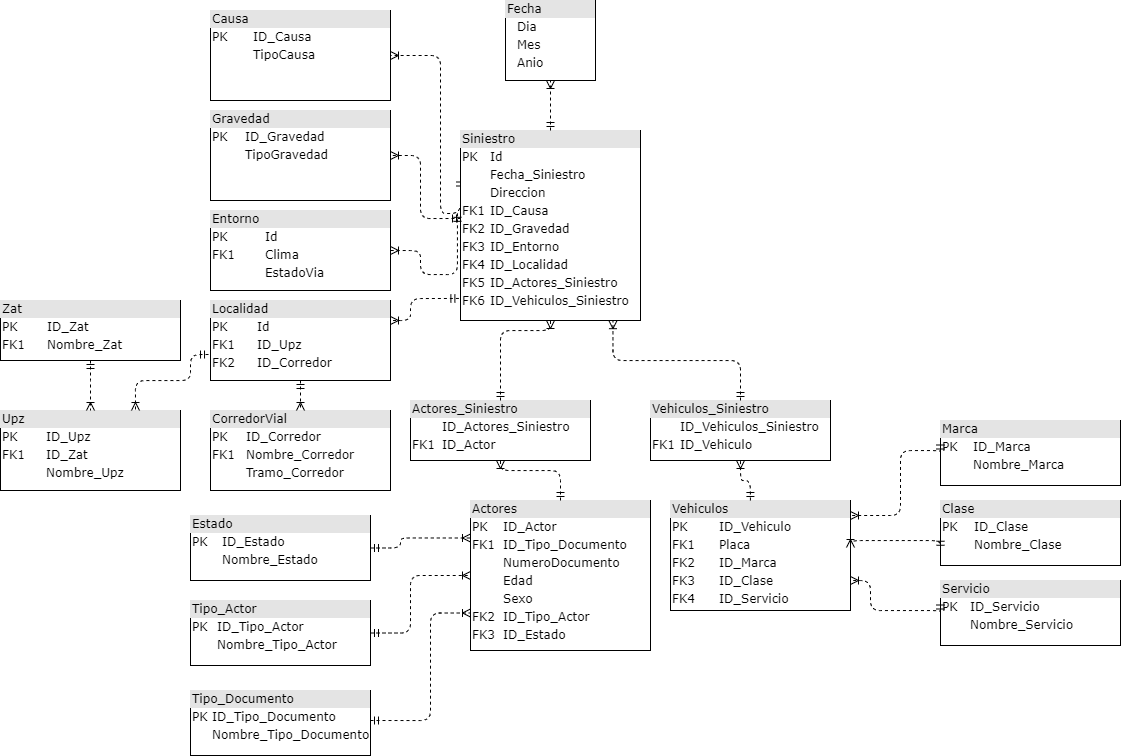 Fecha
Dia
Mes
Anio
Causa
PK ID_Causa
TipoCausa
Gravedad
PK ID_Gravedad
TipoGravedad
Entorno
PK Id
FK1 Clima
EstadoVia
Siniestro
PK Id
Fecha_Siniestro
Direccion
FK1 ID_Causa
FK2 ID_Gravedad
FK3 ID_Entorno
FK4 ID_Localidad
FK5 ID_Actores_Siniestro
FK6 ID_Vehiculos_Siniestro
Zat
PK ID_Zat
FK1 Nombre_Zat
Localidad
PK Id
FK1 ID_Upz
FK2 ID_Corredor
Upz
PK ID_Upz
FK1 ID_Zat
Nombre_Upz
CorredorVial
PK ID_Corredor
FK1 Nombre_Corredor
Tramo_Corredor
Actores_Siniestro
ID_Actores_Siniestro
FK1 ID_Actor
Vehiculos_Siniestro
ID_Vehiculos_Siniestro
FK1 ID_Vehiculo
Marca
PK ID_Marca
Nombre_Marca
Estado
PK ID_Estado
Nombre_Estado
Actores
PK ID_Actor
FK1 ID_Tipo_Documento
NumeroDocumento
Edad
Sexo
FK2 ID_Tipo_Actor
FK3 ID_Estado
Vehiculos
PK ID_Vehiculo
FK1 Placa
FK2 ID_Marca
FK3 ID_Clase
FK4 ID_Servicio
Clase
PK ID_Clase
Nombre_Clase
Servicio
PK ID_Servicio
Nombre_Servicio
Tipo_Actor
PK ID_Tipo_Actor
Nombre_Tipo_Actor
Tipo_Documento
PK ID_Tipo_Documento
Nombre_Tipo_Documento